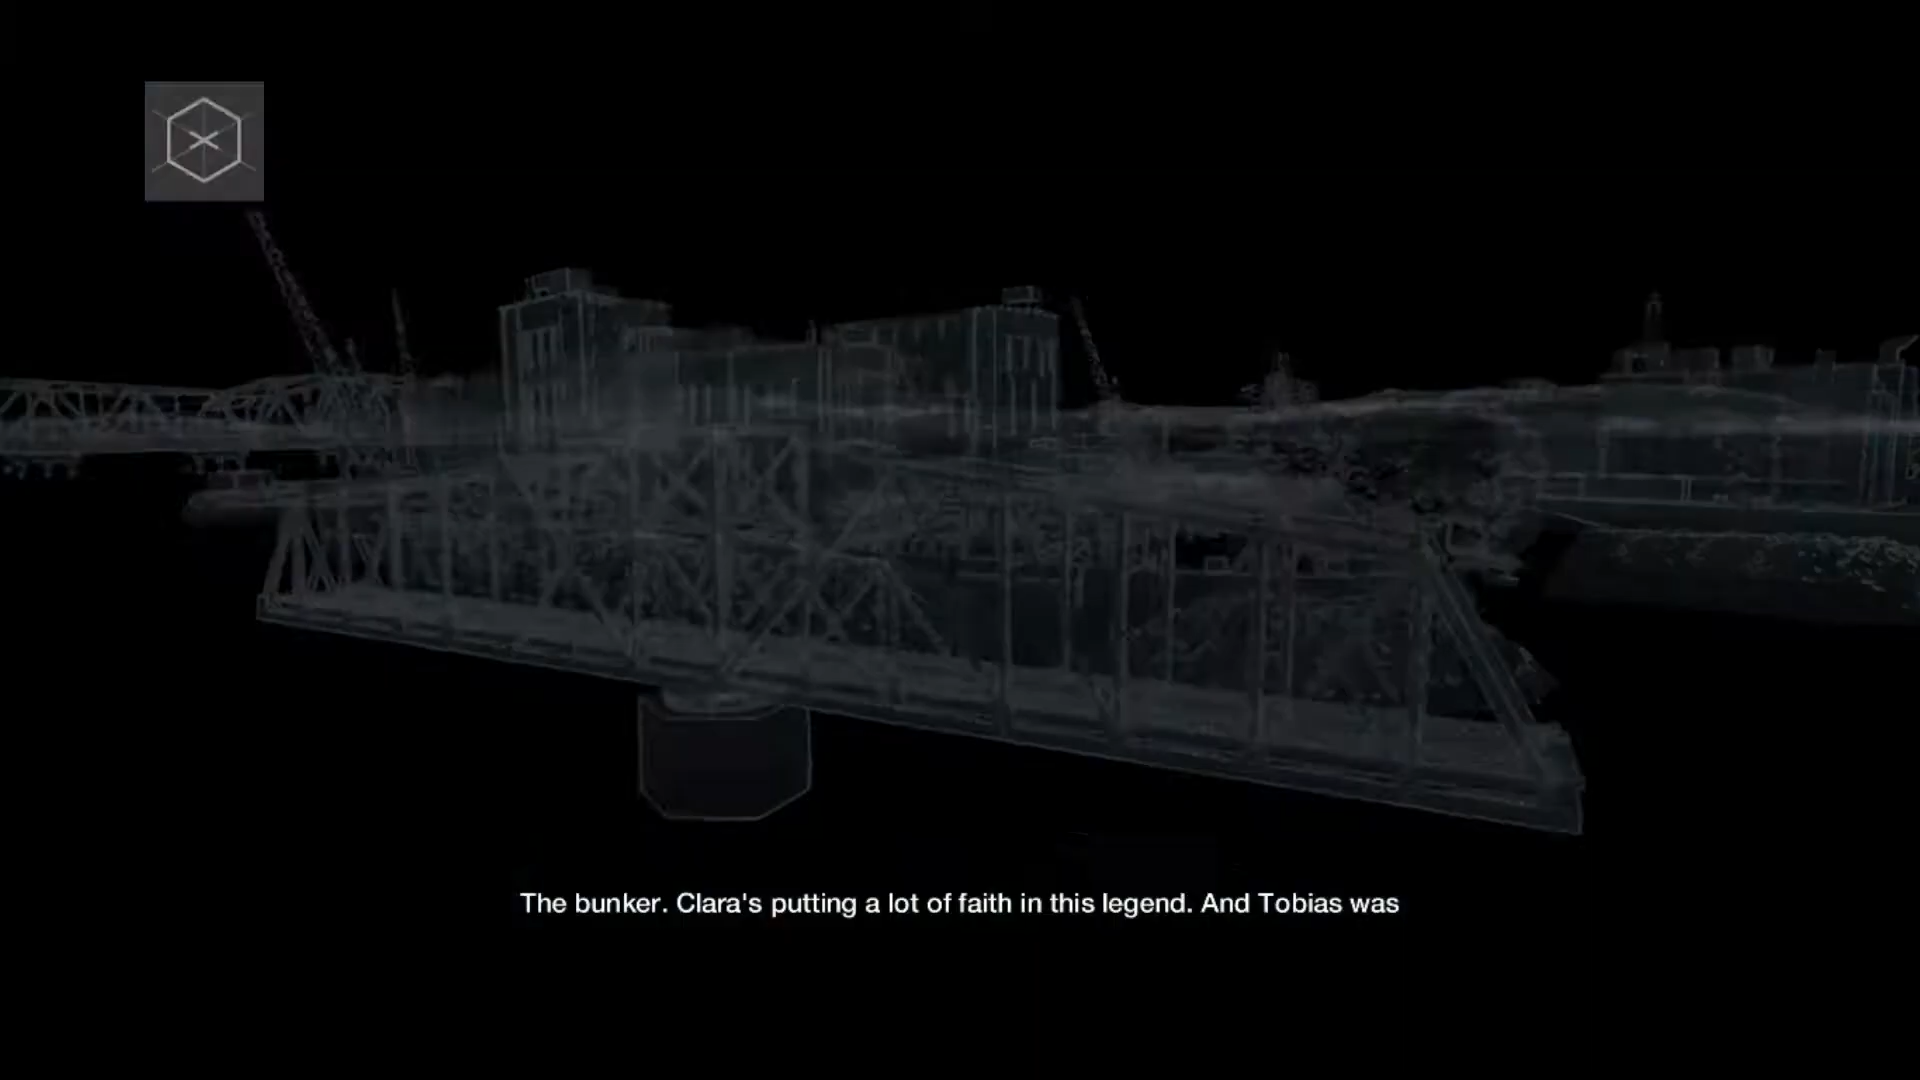 The bunker. Clara's putting a lot of faith in this legend. And Tobias was